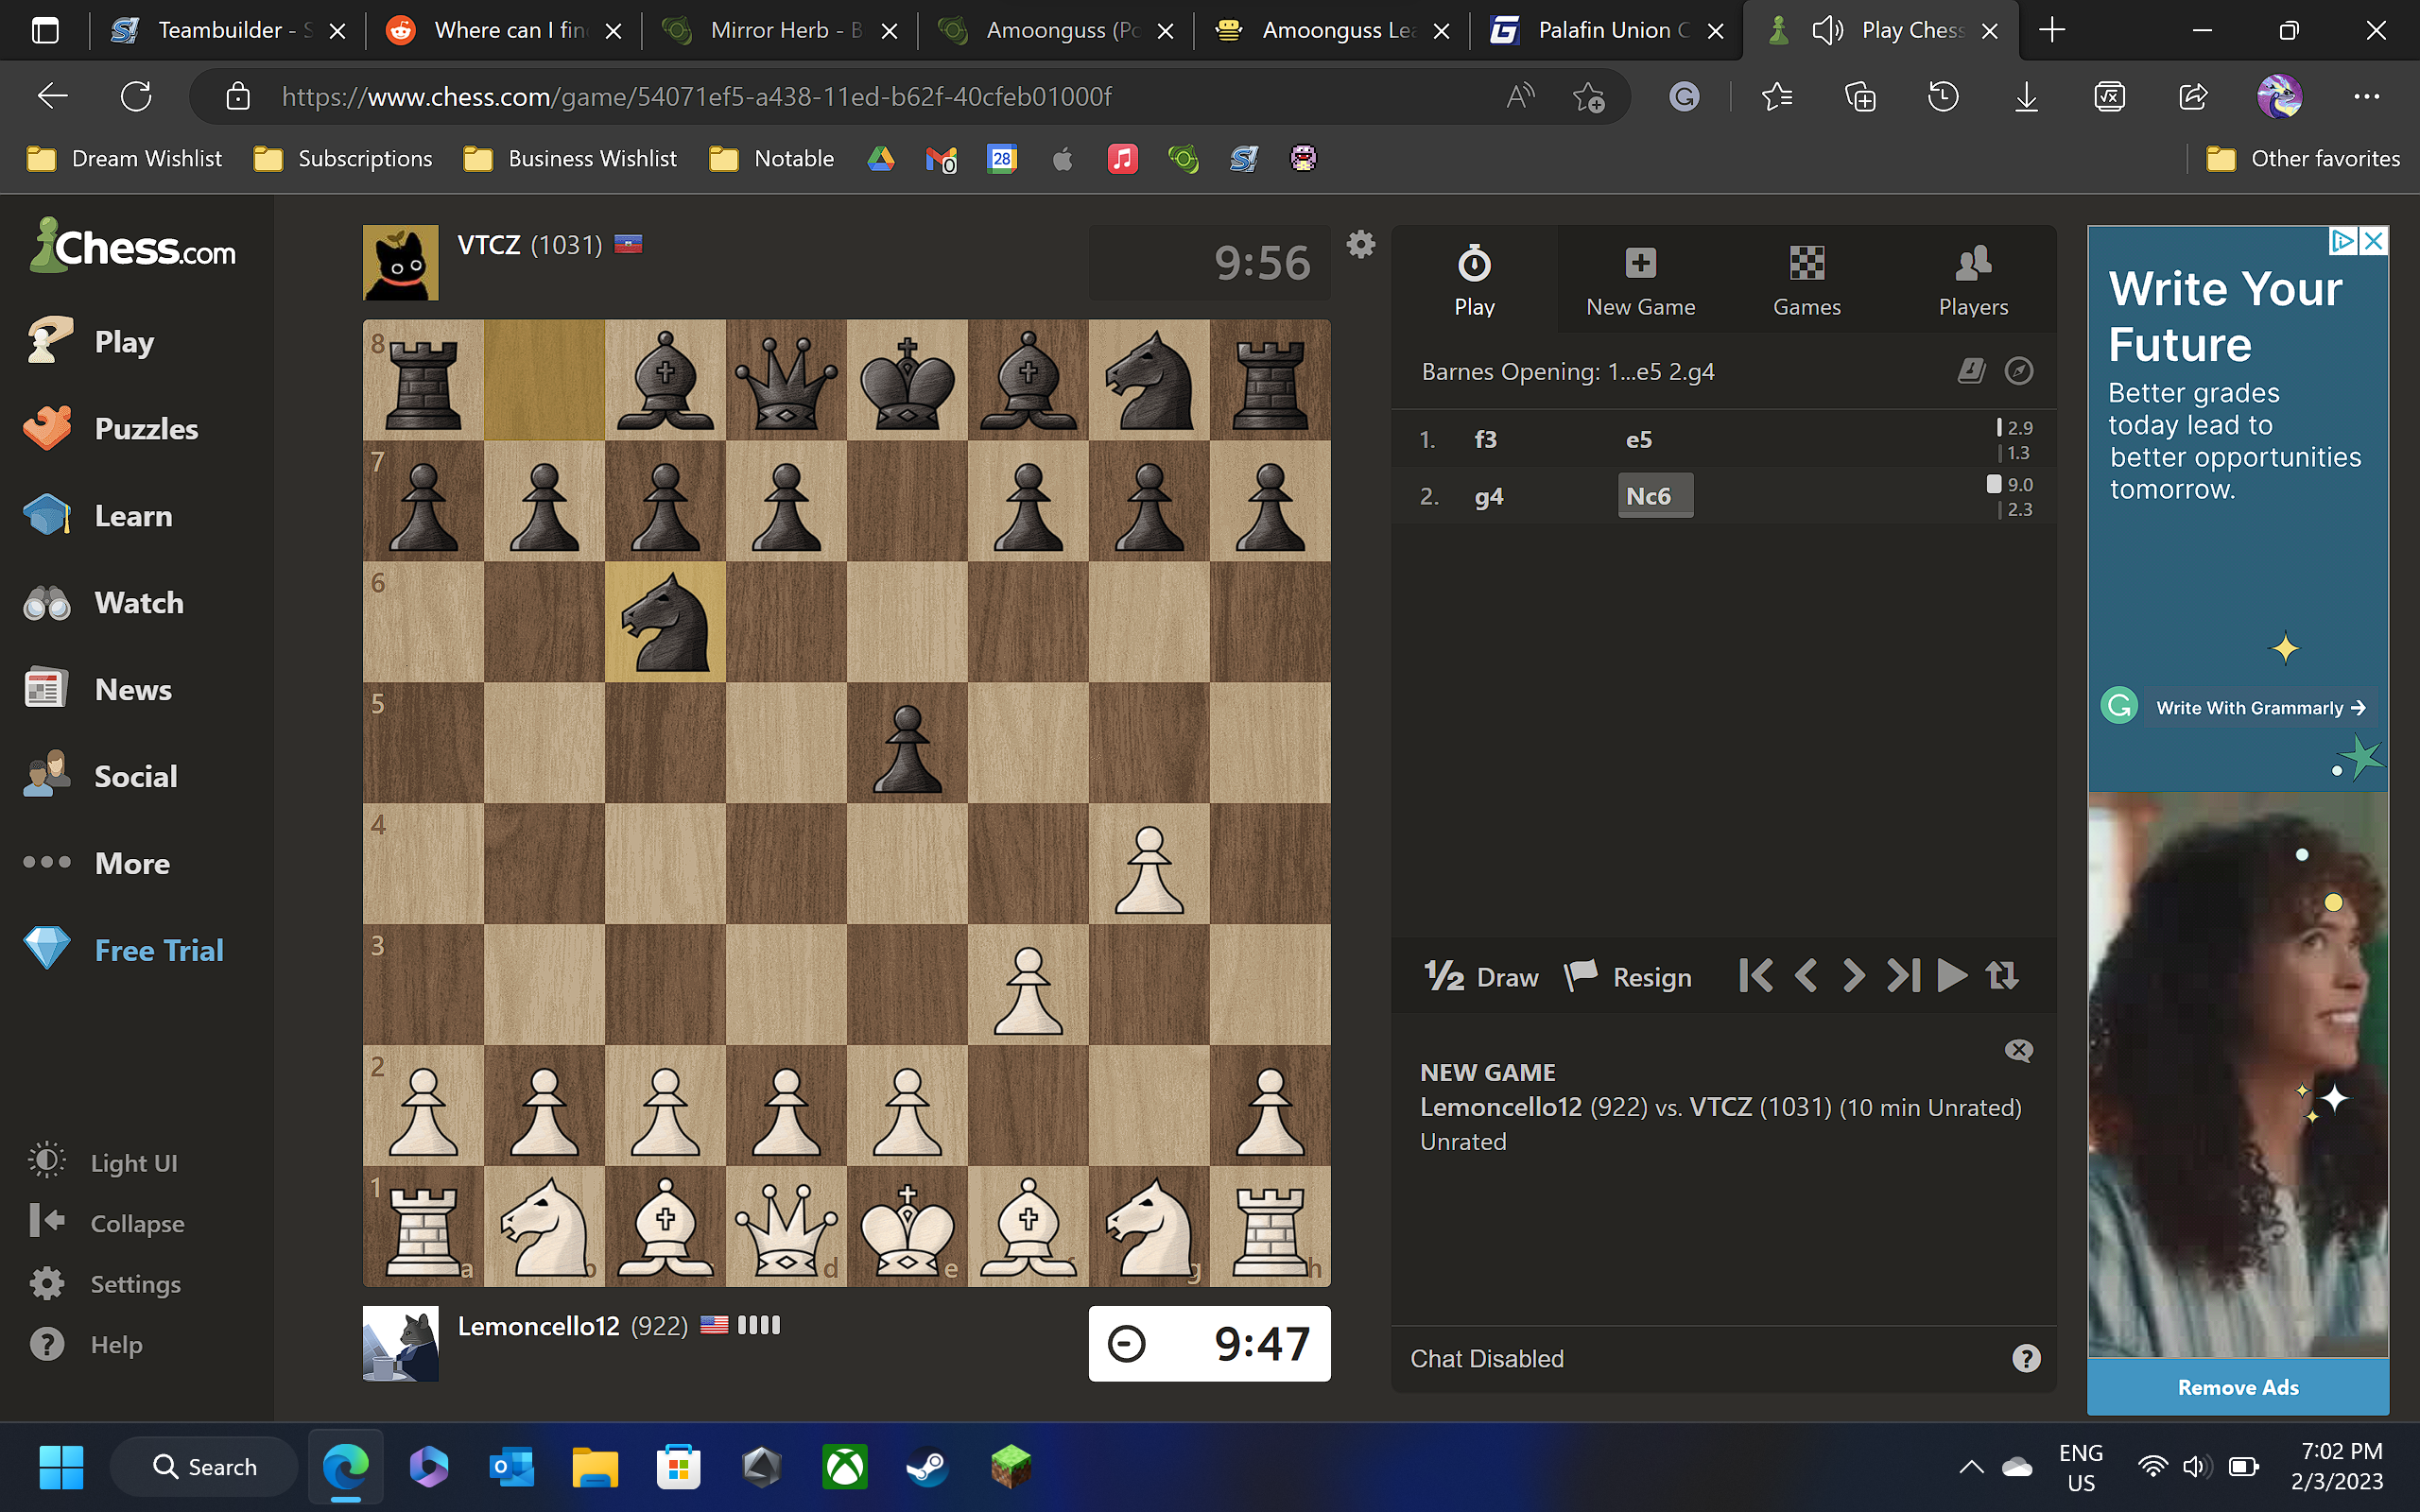 Teambuilder - S
Where can I fin
Mirror Herb - B
Amoonguss (Po
Amoonguss Lea
Palafin Union C
Play Chess
https://www.chess.com/game/54071ef5-a438-11ed-b62f-40cfeb01000f
Dream Wishlist
Subscriptions
Business Wishlist
Notable
0
28
Other favorites
Chess.com
Play
Puzzles
Learn
Watch
News
Social
More
Free Trial
Light UI
Collapse
Settings
Help
VTCZ (1031)
9:56
8
7
6
5
4
3
2
1
a
b
d
e
f
g
h
Lemoncello12 (922)
9:47
Play
New Game
Games
Players
Barnes Opening: 1...e5 2.g4
1. f3 e5 2.9
1.3
2. g4 Nc6 9.0
2.3
½ Draw
Resign
NEW GAME
Lemoncello12 (922) vs. VTCZ (1031) (10 min Unrated)
Unrated
Chat Disabled
Write Your
Future
Better grades
today lead to
better opportunities
tomorrow.
Write With Grammarly →
Remove Ads
Search
ENG
US
7:02 PM
2/3/2023